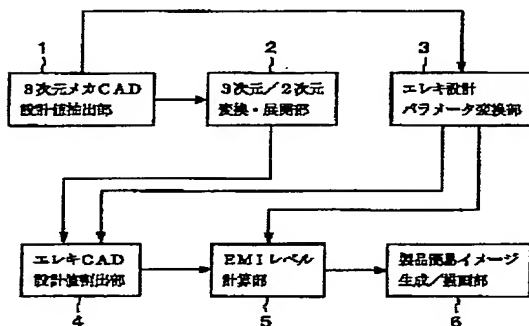 1
2
3
3次元メカCAD
設計値抽出部
3次元/2次元
変換・展開部
エレキ設計
パラメータ変換部
エレキCAD
設計値割出部
EMIレベル
計算部
製品簡易イメージ
生成/描画部
4
5
6